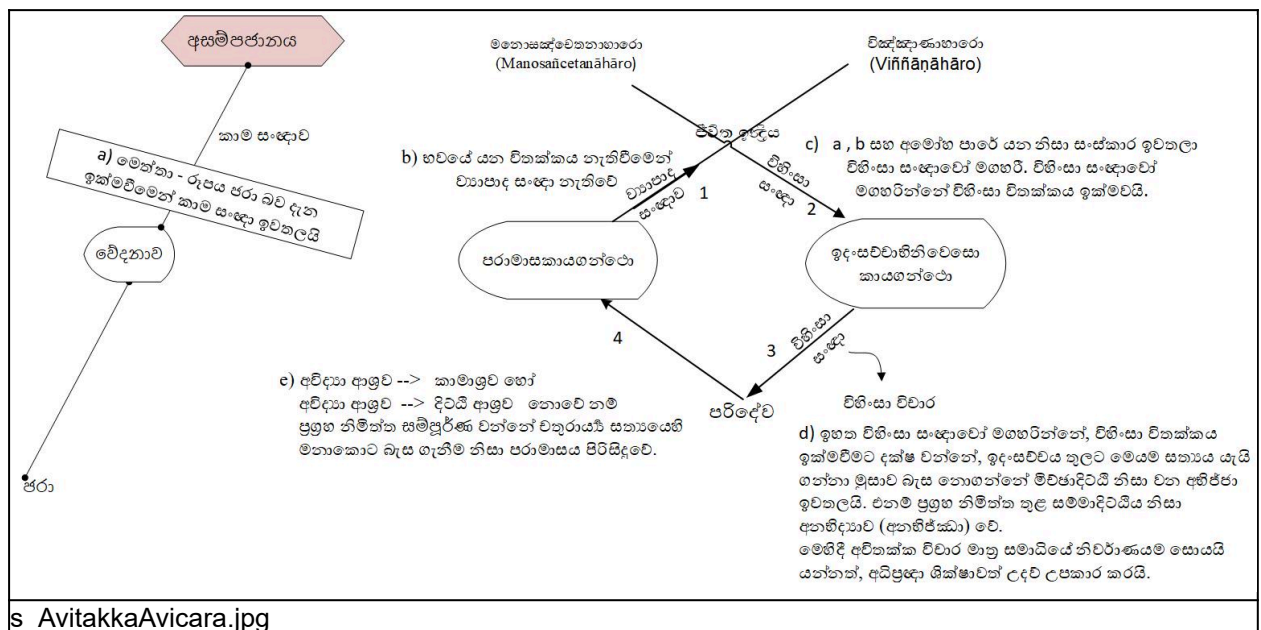 අසම්පජානය
කාම සංඥාව
a) මෙත්තා - රූපය ජරා බව දැන
ඉක්මවීමෙන් කාම සංඥා ඉවතලයි
වේදනාව
ජරා
මනොසඤ්චෙතනාහාරො
(Manosañcetanāhāro)
විඤ්ඤාණාහාරො
(Viññāṇāhāro)
ජීවිත ඉන්ද්‍රිය
b) භවයේ යන විතක්කය නැතිවීමෙන්
ව්‍යාපාද සංඥා නැතිවේ
ව්‍යාපාද
සංඥාව
1
විහිංසා
සංඥා
2
c) a , b සහ අමෝහ පාරේ යන නිසා සංස්කාර ඉවතලා
විහිංසා සංඥාවෝ මගහරී. විහිංසා සංඥාවෝ
මගහරින්නේ විහිංසා විතක්කය ඉක්මවයි.
පරාමාසකායගන්ථො
ඉදංසච්චාභිනිවෙසො
කායගන්ථො
4
3
විහිංසා
සංඥා
පරිදේව
විහිංසා විචාර
e) අවිද්‍යා ආශ්‍රව --> කාමාශ්‍රව හෝ
අවිද්‍යා ආශ්‍රව --> දිට්ඨි ආශ්‍රව නොවේ නම්
ප්‍රග්‍රහ නිමිත්ත සම්පූර්ණ වන්නේ චතුරාර්‍ය්‍ය සත්‍යයෙහි
මනාකොට බැස ගැනීම නිසා පරාමාසය පිරිසිදුවේ.
d) ඉහත විහිංසා සංඥාවෝ මගහරින්නේ, විහිංසා විතක්කය
ඉක්මවීමට දක්ෂ වන්නේ, ඉදංසච්චය තුලට මෙයම සත්‍යය යැයි
ගන්නා මුසාව බැස නොගන්නේ මිච්ඡාදිට්ඨි නිසා වන අභිජ්ජා
ඉවතලයි. එනම් ප්‍රග්‍රහ නිමිත්ත තුළ සම්මාදිට්ඨිය නිසා
අනභිද්‍යාව (අනභිජ්ඣා) වේ.
මෙහිදී අවිතක්ක විචාර මාත්‍ර සමාධියේ නිර්වාණයම සොයයි
යන්නත්, අධිප්‍රඥා ශික්ෂාවත් උදව් උපකාර කරයි.
s_AvitakkaAvicara.jpg